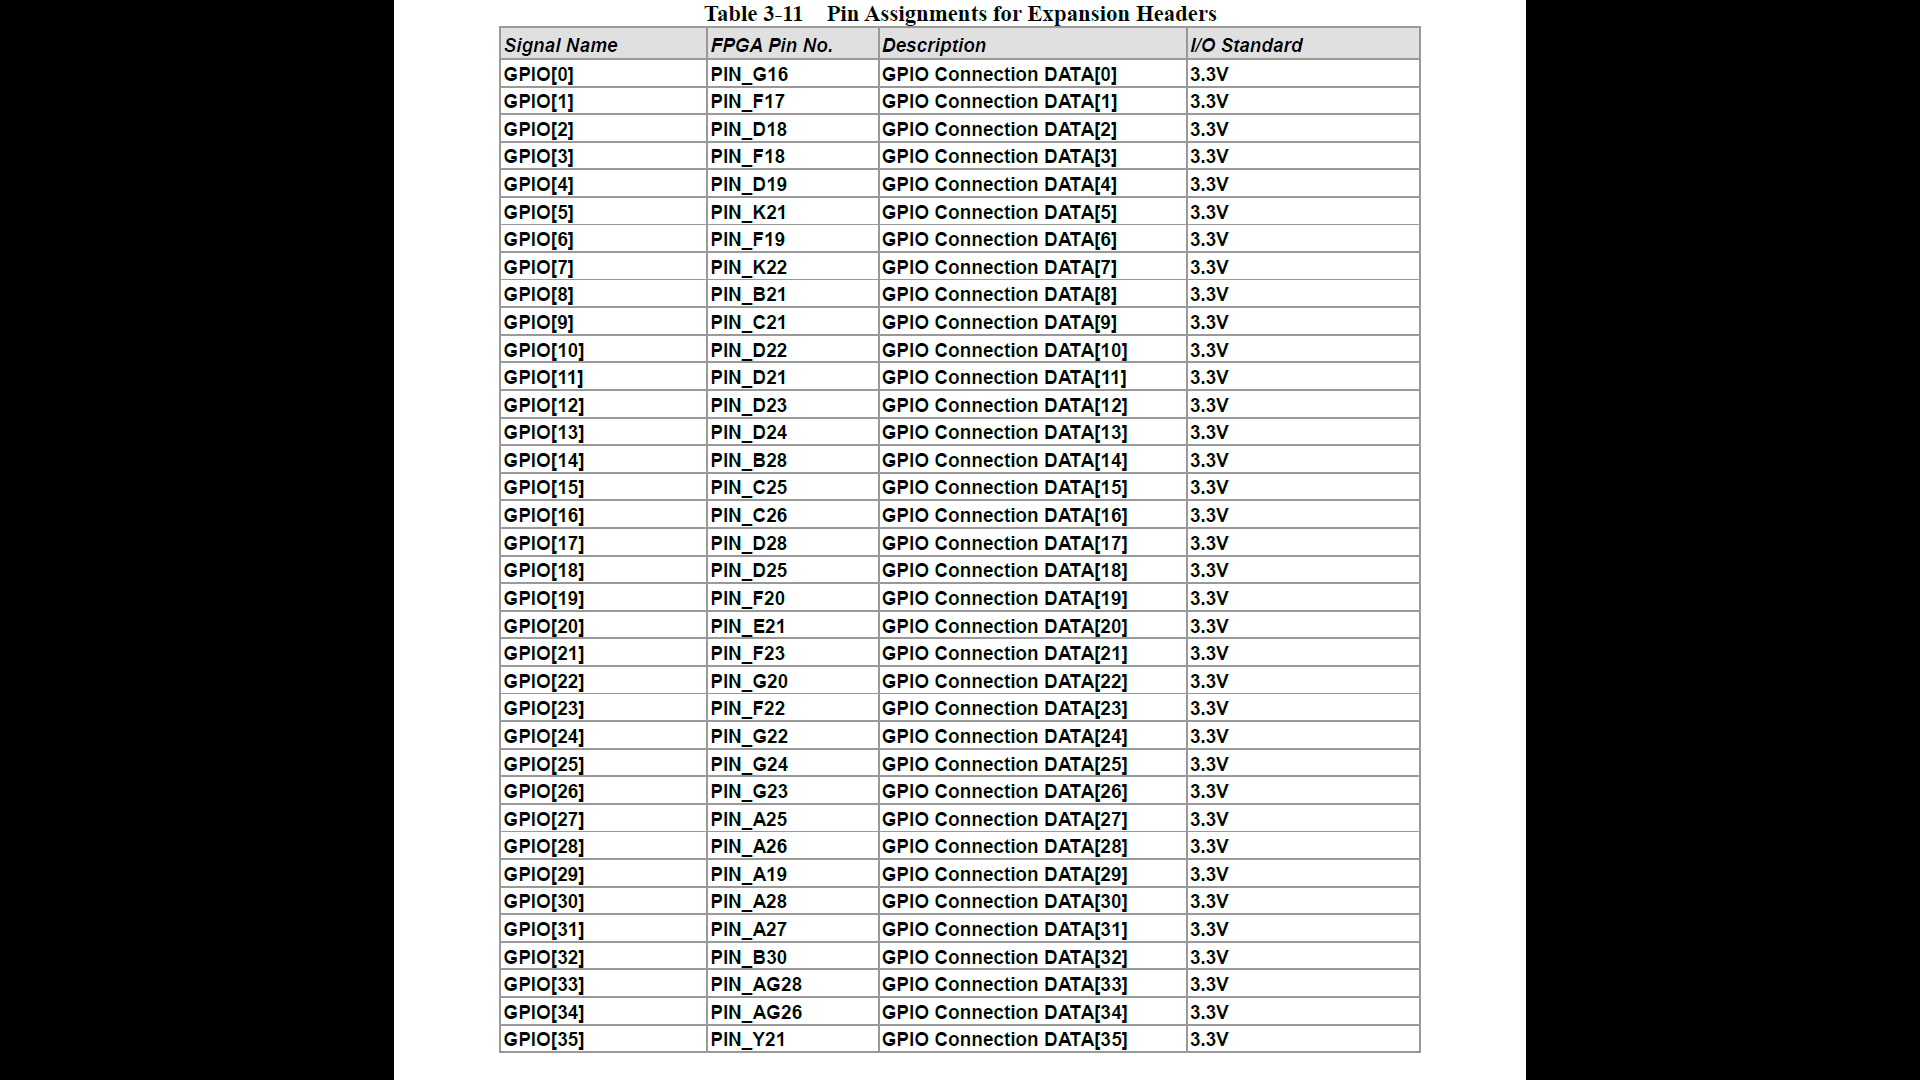 Table 3-11 Pin Assignments for Expansion Headers
Signal Name FPGA Pin No. Description I/O Standard
GPIO[0] PIN_G16 GPIO Connection DATA[0] 3.3V
GPIO[1] PIN_F17 GPIO Connection DATA[1] 3.3V
GPIO[2] PIN_D18 GPIO Connection DATA[2] 3.3V
GPIO[3] PIN_F18 GPIO Connection DATA[3] 3.3V
GPIO[4] PIN_D19 GPIO Connection DATA[4] 3.3V
GPIO[5] PIN_K21 GPIO Connection DATA[5] 3.3V
GPIO[6] PIN_F19 GPIO Connection DATA[6] 3.3V
GPIO[7] PIN_K22 GPIO Connection DATA[7] 3.3V
GPIO[8] PIN_B21 GPIO Connection DATA[8] 3.3V
GPIO[9] PIN_C21 GPIO Connection DATA[9] 3.3V
GPIO[10] PIN_D22 GPIO Connection DATA[10] 3.3V
GPIO[11] PIN_D21 GPIO Connection DATA[11] 3.3V
GPIO[12] PIN_D23 GPIO Connection DATA[12] 3.3V
GPIO[13] PIN_D24 GPIO Connection DATA[13] 3.3V
GPIO[14] PIN_B28 GPIO Connection DATA[14] 3.3V
GPIO[15] PIN_C25 GPIO Connection DATA[15] 3.3V
GPIO[16] PIN_C26 GPIO Connection DATA[16] 3.3V
GPIO[17] PIN_D28 GPIO Connection DATA[17] 3.3V
GPIO[18] PIN_D25 GPIO Connection DATA[18] 3.3V
GPIO[19] PIN_F20 GPIO Connection DATA[19] 3.3V
GPIO[20] PIN_E21 GPIO Connection DATA[20] 3.3V
GPIO[21] PIN_F23 GPIO Connection DATA[21] 3.3V
GPIO[22] PIN_G20 GPIO Connection DATA[22] 3.3V
GPIO[23] PIN_F22 GPIO Connection DATA[23] 3.3V
GPIO[24] PIN_G22 GPIO Connection DATA[24] 3.3V
GPIO[25] PIN_G24 GPIO Connection DATA[25] 3.3V
GPIO[26] PIN_G23 GPIO Connection DATA[26] 3.3V
GPIO[27] PIN_A25 GPIO Connection DATA[27] 3.3V
GPIO[28] PIN_A26 GPIO Connection DATA[28] 3.3V
GPIO[29] PIN_A19 GPIO Connection DATA[29] 3.3V
GPIO[30] PIN_A28 GPIO Connection DATA[30] 3.3V
GPIO[31] PIN_A27 GPIO Connection DATA[31] 3.3V
GPIO[32] PIN_B30 GPIO Connection DATA[32] 3.3V
GPIO[33] PIN_AG28 GPIO Connection DATA[33] 3.3V
GPIO[34] PIN_AG26 GPIO Connection DATA[34] 3.3V
GPIO[35] PIN_Y21 GPIO Connection DATA[35] 3.3V